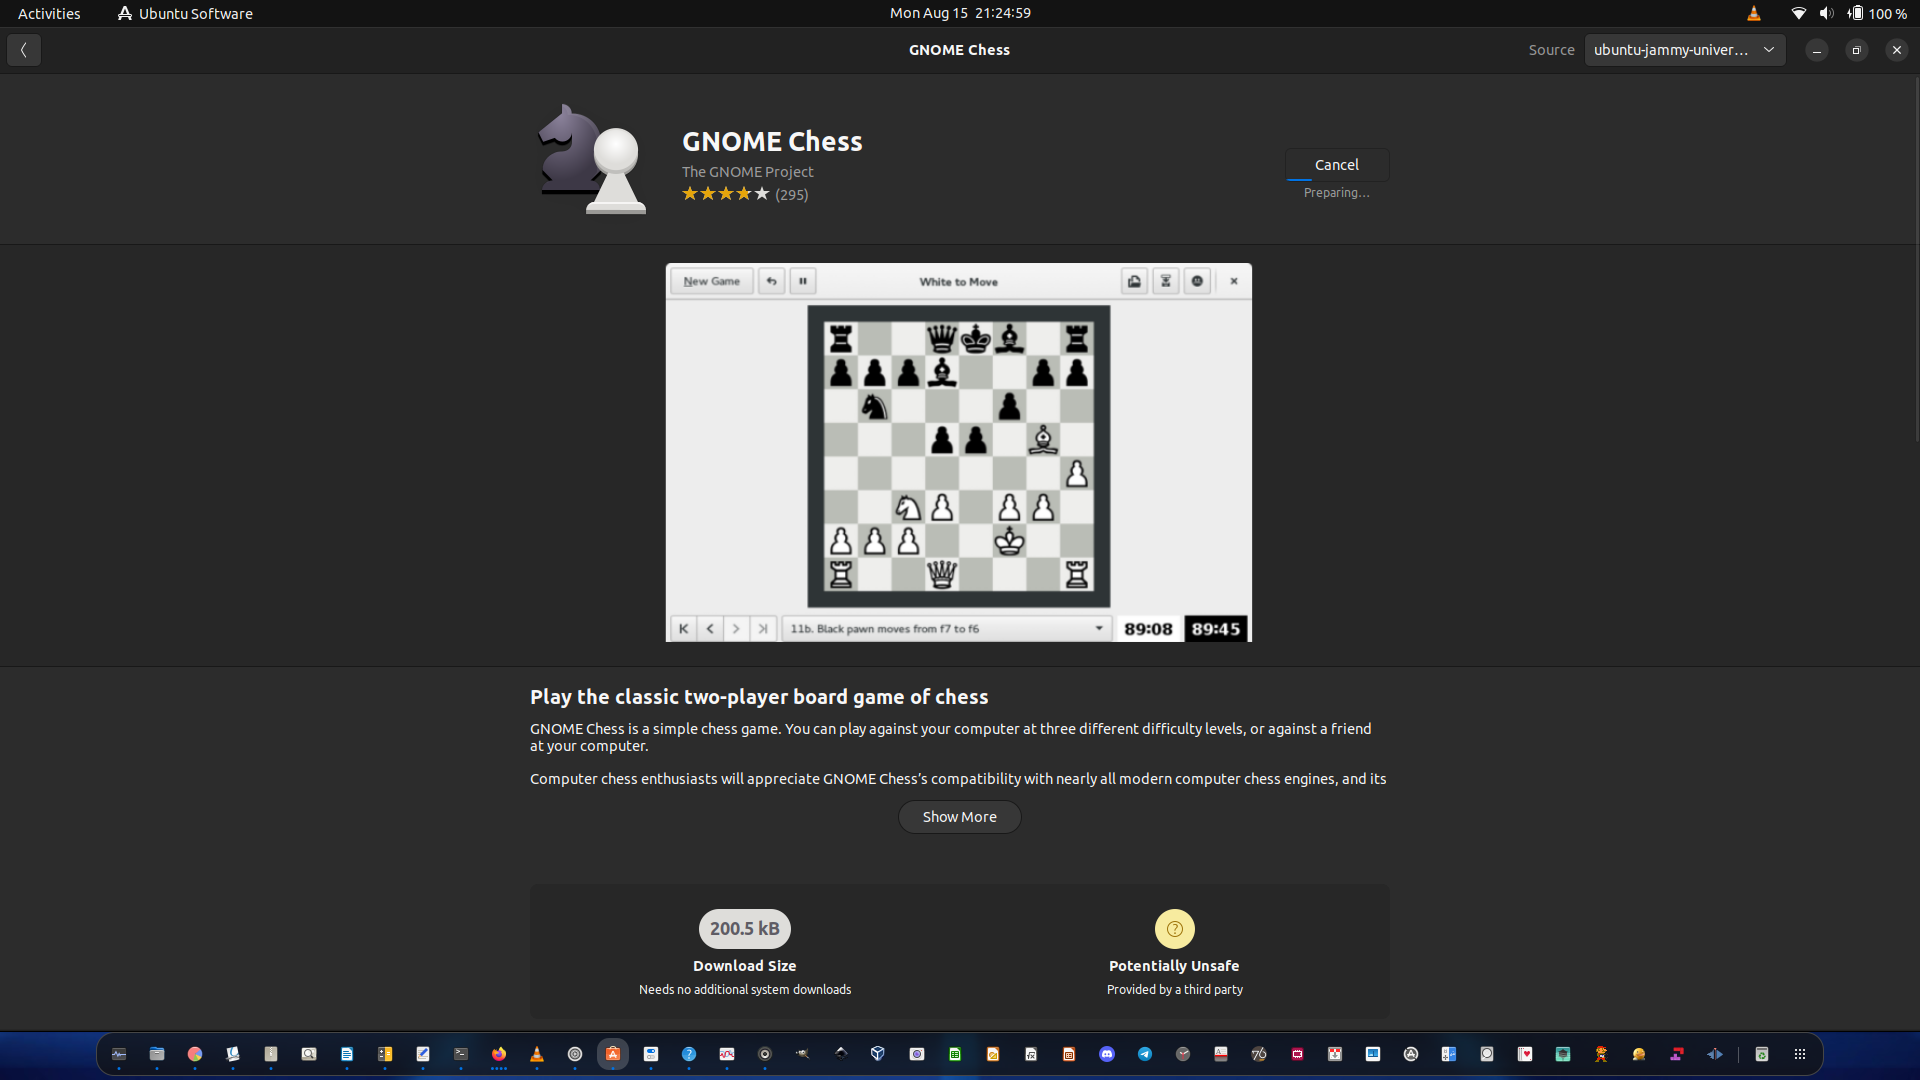 Activities
Ubuntu Software
Mon Aug 15 21:24:59
100 %
GNOME Chess
Source
ubuntu-jammy-univer…
GNOME Chess
The GNOME Project
(295)
Cancel
Preparing…
New Game
White to Move
11b. Black pawn moves from f7 to f6
89:08
89:45
Play the classic two-player board game of chess
GNOME Chess is a simple chess game. You can play against your computer at three different difficulty levels, or against a friend
at your computer.
Computer chess enthusiasts will appreciate GNOME Chess’s compatibility with nearly all modern computer chess engines, and its
Show More
200.5 kB
Download Size
Needs no additional system downloads
Potentially Unsafe
Provided by a third party